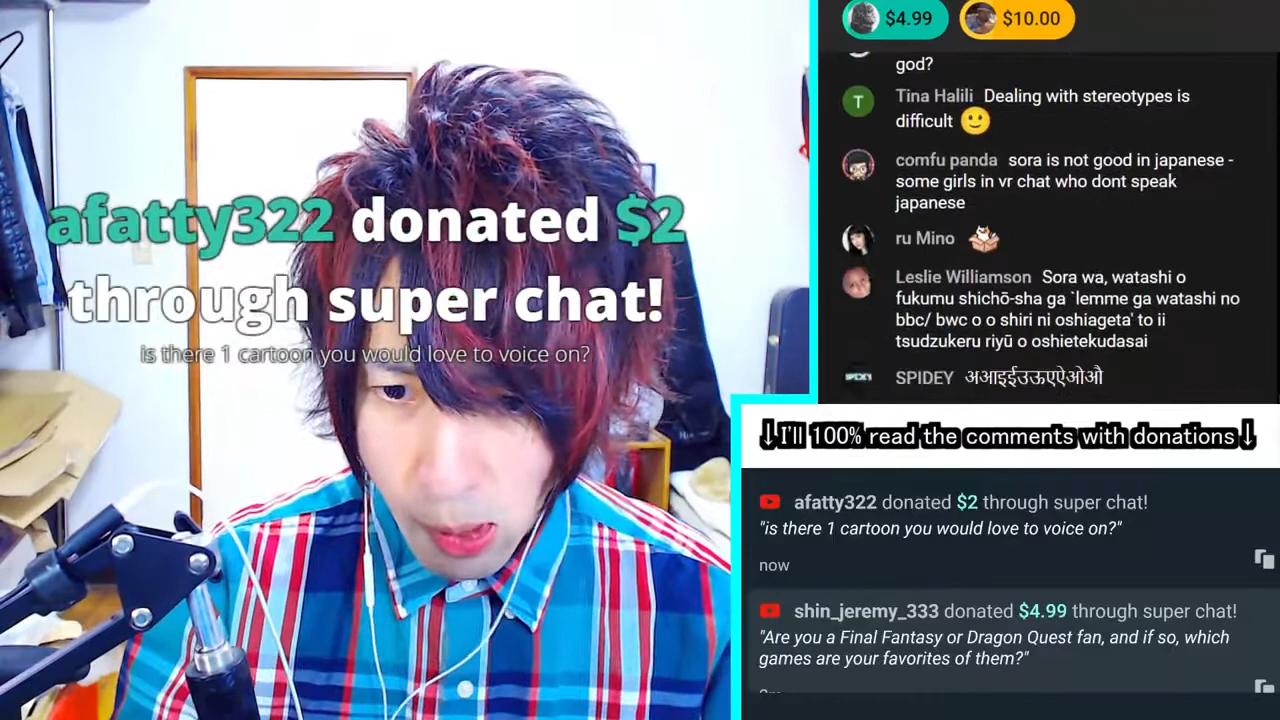 $4.99 $10.00
god?
T
Tina Halili Dealing with stereotypes is
difficult
comfu panda sora is not good in japanese -
some girls in vr chat who dont speak
japanese
ru Mino
Leslie Williamson Sora wa, watashi o
fukumu shichō-sha ga `lemme ga watashi no
bbc/ bwc o o shiri ni oshiageta' to ii
tsudzukeru riyū o oshietekudasai
SPIDEY अआइईउऊएऐओऔ
afatty322 donated $2
through super chat!
is there 1 cartoon you would love to voice on?
↓I'll 100% read the comments with donations↓
afatty322 donated $2 through super chat!
"is there 1 cartoon you would love to voice on?"
now
shin_jeremy_333 donated $4.99 through super chat!
"Are you a Final Fantasy or Dragon Quest fan, and if so, which
games are your favorites of them?"